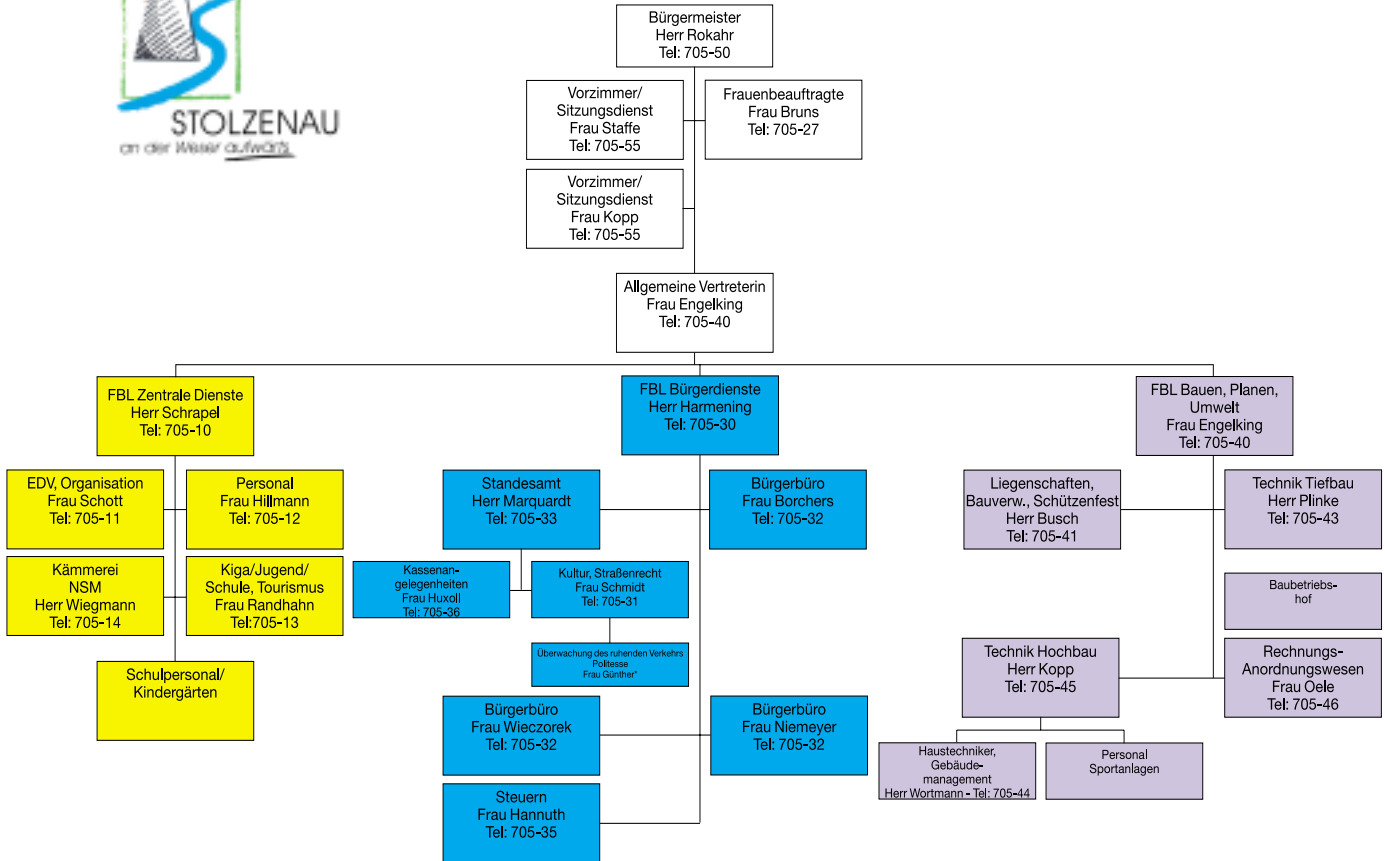 STOLZENAU
an der Weser aufwärts
Bürgermeister
Herr Rokahr
Tel: 705-50
Vorzimmer/
Sitzungsdienst
Frau Staffe
Tel: 705-55
Frauenbeauftragte
Frau Bruns
Tel: 705-27
Vorzimmer/
Sitzungsdienst
Frau Kopp
Tel: 705-55
Allgemeine Vertreterin
Frau Engelking
Tel: 705-40
FBL Zentrale Dienste
Herr Schrapel
Tel: 705-10
EDV, Organisation
Frau Schott
Tel: 705-11
Personal
Frau Hillmann
Tel: 705-12
Kämmerei
NSM
Herr Wiegmann
Tel: 705-14
Kiga/Jugend/
Schule, Tourismus
Frau Randhahn
Tel:705-13
Schulpersonal/
Kindergärten
FBL Bürgerdienste
Herr Harmening
Tel: 705-30
Standesamt
Herr Marquardt
Tel: 705-33
Bürgerbüro
Frau Borchers
Tel: 705-32
Kassenan-
gelegenheiten
Frau Huxoll
Tel: 705-36
Kultur, Straßenrecht
Frau Schmidt
Tel: 705-31
Überwachung des ruhenden Verkehrs
Politesse
Frau Günther*
Bürgerbüro
Frau Wieczorek
Tel: 705-32
Bürgerbüro
Frau Niemeyer
Tel: 705-32
Steuern
Frau Hannuth
Tel: 705-35
FBL Bauen, Planen,
Umwelt
Frau Engelking
Tel: 705-40
Liegenschaften,
Bauverw., Schützenfest
Herr Busch
Tel: 705-41
Technik Tiefbau
Herr Plinke
Tel: 705-43
Baubetriebs-
hof
Technik Hochbau
Herr Kopp
Tel: 705-45
Rechnungs-
Anordnungswesen
Frau Oele
Tel: 705-46
Haustechniker,
Gebäude-
management
Herr Wortmann - Tel: 705-44
Personal
Sportanlagen